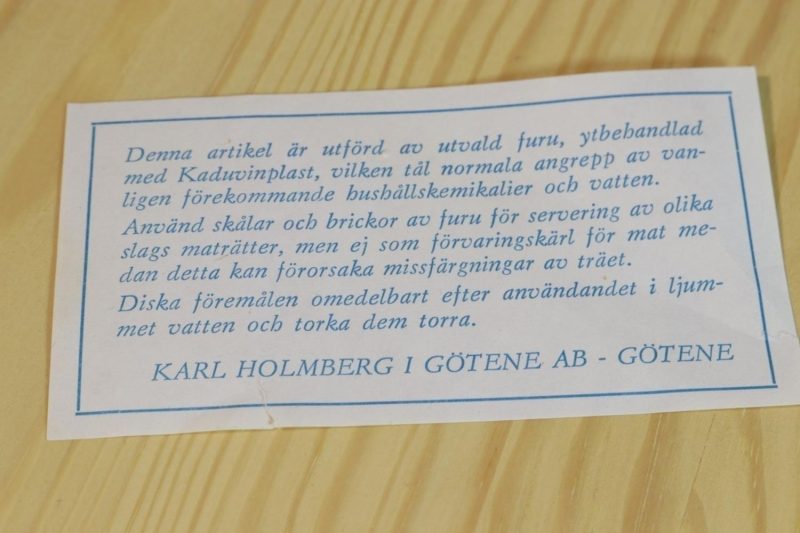 Denna artikel är utförd av utvald furu, ytbehandlad
med Kaduvinplast, vilken tål normala angrepp av van-
ligen förekommande hushållskemikalier och vatten.
Använd skålar och brickor av furu för servering av olika
slags maträtter, men ej som förvaringskärl för mat me-
dan detta kan förorsaka missfärgningar av träet.
Diska föremålen omedelbart efter användandet i ljum-
met vatten och torka dem torra.
KARL HOLMBERG I GÖTENE AB - GÖTENE